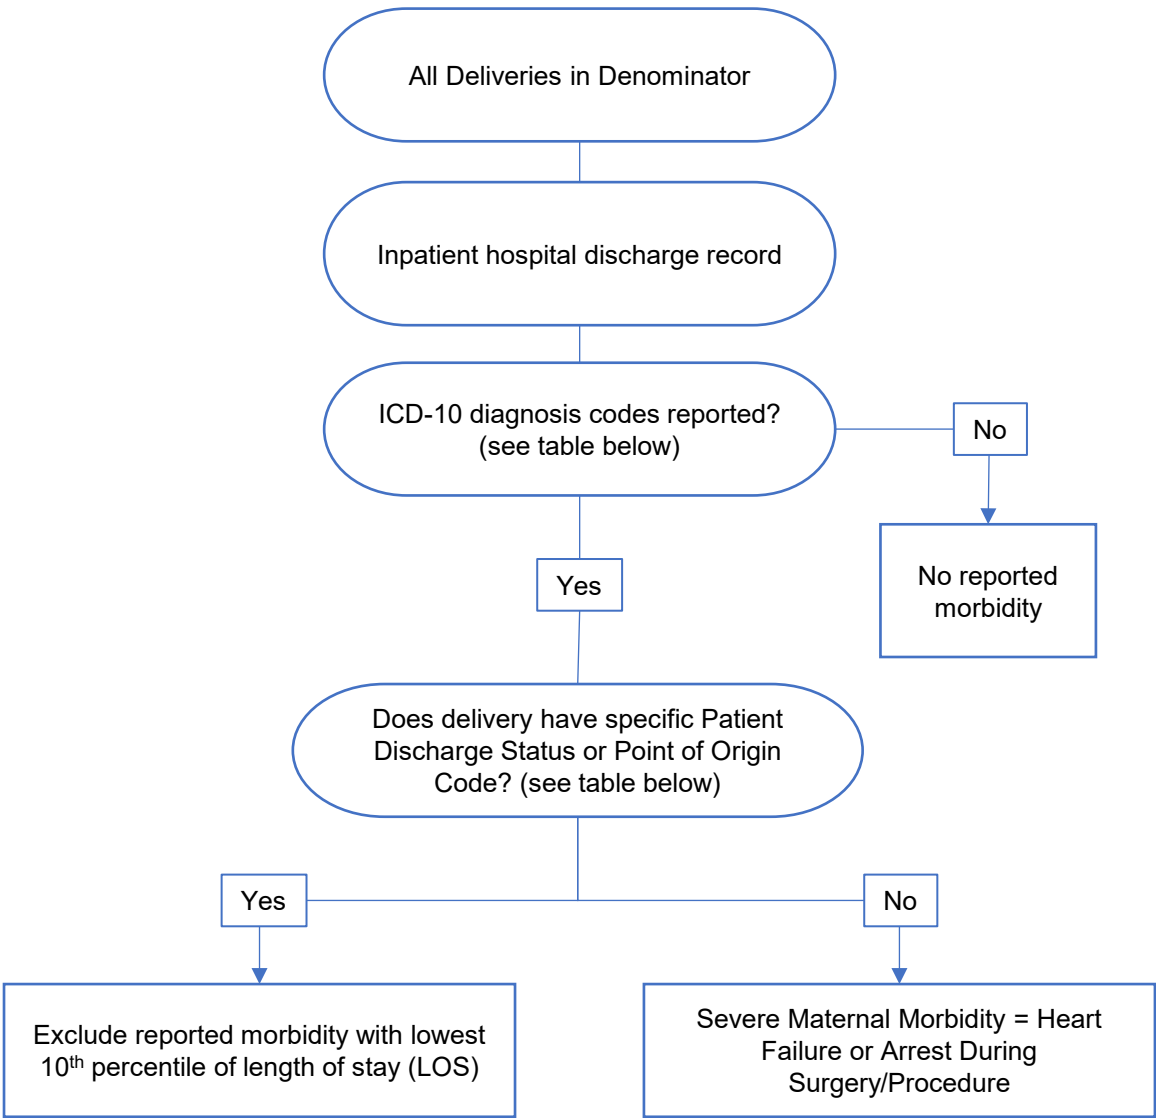 All Deliveries in Denominator
Inpatient hospital discharge record
ICD-10 diagnosis codes reported?
(see table below)
No
No reported
morbidity
Yes
Does delivery have specific Patient
Discharge Status or Point of Origin
Code? (see table below)
Yes
No
Exclude reported morbidity with lowest
10th percentile of length of stay (LOS)
Severe Maternal Morbidity = Heart
Failure or Arrest During
Surgery/Procedure